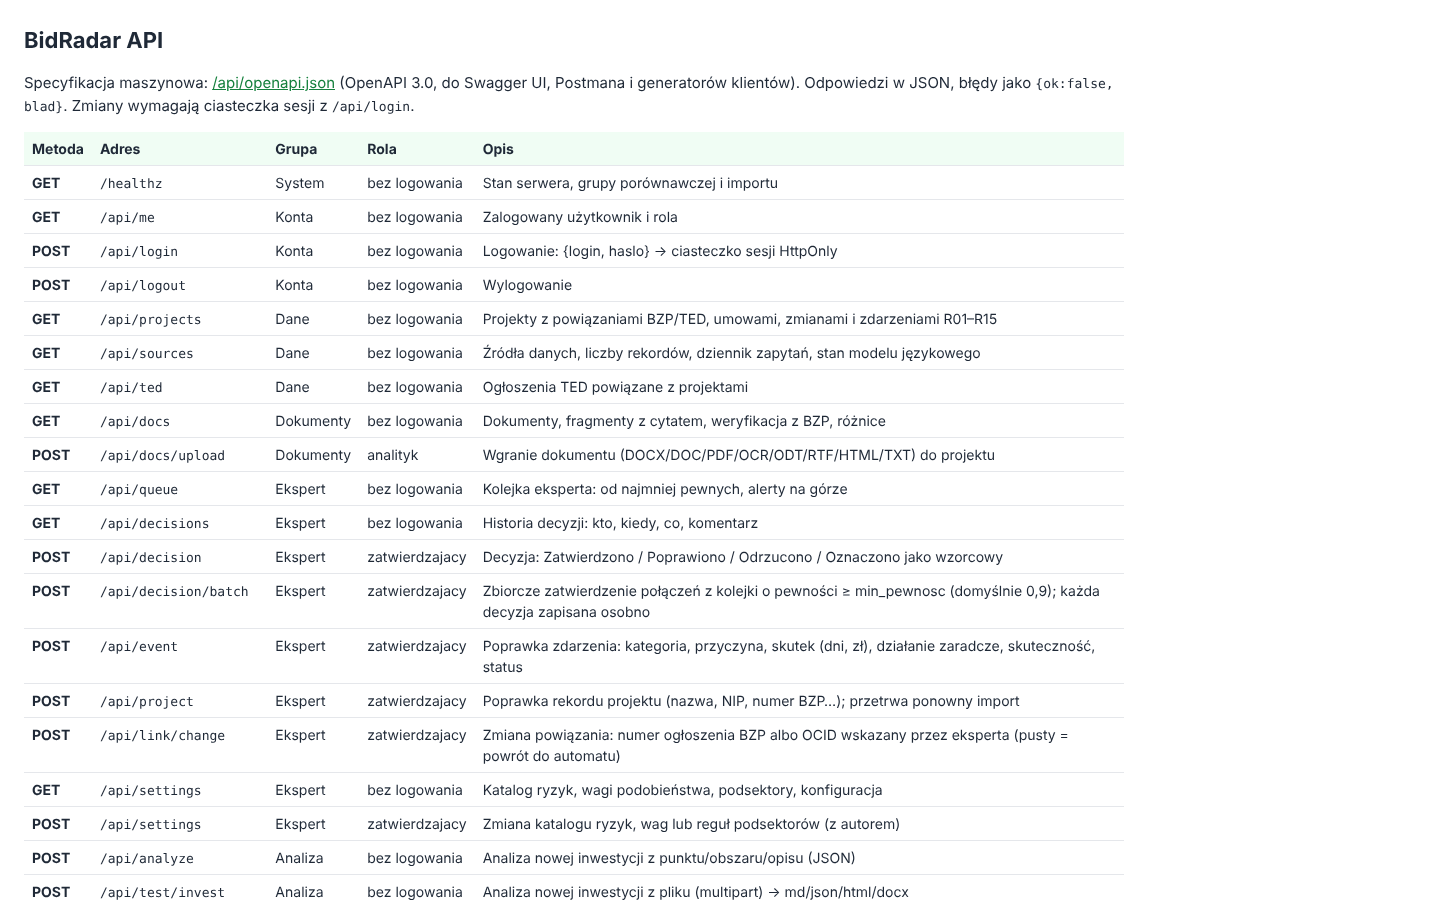 BidRadar API
Specyfikacja maszynowa: /api/openapi.json (OpenAPI 3.0, do Swagger UI, Postmana i generatorów klientów). Odpowiedzi w JSON, błędy jako {ok:false,
blad}. Zmiany wymagają ciasteczka sesji z /api/login.
Metoda Adres Grupa Rola Opis
GET /healthz System bez logowania Stan serwera, grupy porównawczej i importu
GET /api/me Konta bez logowania Zalogowany użytkownik i rola
POST /api/login Konta bez logowania Logowanie: {login, haslo} → ciasteczko sesji HttpOnly
POST /api/logout Konta bez logowania Wylogowanie
GET /api/projects Dane bez logowania Projekty z powiązaniami BZP/TED, umowami, zmianami i zdarzeniami R01–R15
GET /api/sources Dane bez logowania Źródła danych, liczby rekordów, dziennik zapytań, stan modelu językowego
GET /api/ted Dane bez logowania Ogłoszenia TED powiązane z projektami
GET /api/docs Dokumenty bez logowania Dokumenty, fragmenty z cytatem, weryfikacja z BZP, różnice
POST /api/docs/upload Dokumenty analityk Wgranie dokumentu (DOCX/DOC/PDF/OCR/ODT/RTF/HTML/TXT) do projektu
GET /api/queue Ekspert bez logowania Kolejka eksperta: od najmniej pewnych, alerty na górze
GET /api/decisions Ekspert bez logowania Historia decyzji: kto, kiedy, co, komentarz
POST /api/decision Ekspert zatwierdzajacy Decyzja: Zatwierdzono / Poprawiono / Odrzucono / Oznaczono jako wzorcowy
POST /api/decision/batch Ekspert zatwierdzajacy Zbiorcze zatwierdzenie połączeń z kolejki o pewności ≥ min_pewnosc (domyślnie 0,9); każda
decyzja zapisana osobno
POST /api/event Ekspert zatwierdzajacy Poprawka zdarzenia: kategoria, przyczyna, skutek (dni, zł), działanie zaradcze, skuteczność,
status
POST /api/project Ekspert zatwierdzajacy Poprawka rekordu projektu (nazwa, NIP, numer BZP…); przetrwa ponowny import
POST /api/link/change Ekspert zatwierdzajacy Zmiana powiązania: numer ogłoszenia BZP albo OCID wskazany przez eksperta (pusty =
powrót do automatu)
GET /api/settings Ekspert bez logowania Katalog ryzyk, wagi podobieństwa, podsektory, konfiguracja
POST /api/settings Ekspert zatwierdzajacy Zmiana katalogu ryzyk, wag lub reguł podsektorów (z autorem)
POST /api/analyze Analiza bez logowania Analiza nowej inwestycji z punktu/obszaru/opisu (JSON)
POST /api/test/invest Analiza bez logowania Analiza nowej inwestycji z pliku (multipart) → md/json/html/docx